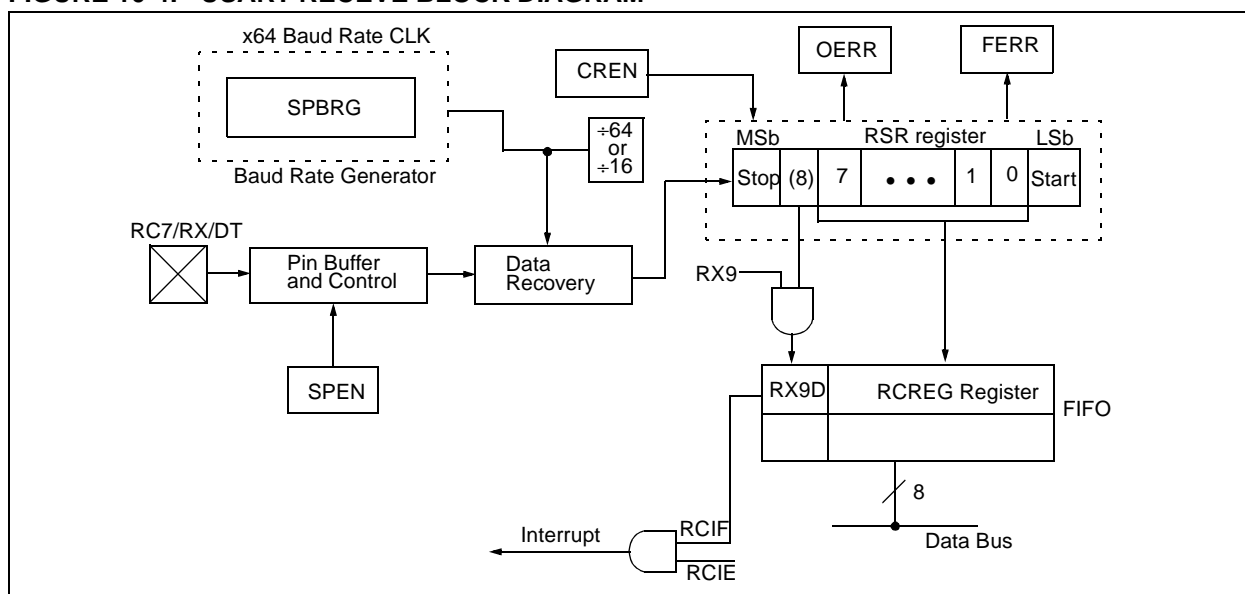 x64 Baud Rate CLK
SPBRG
Baud Rate Generator
CREN
OERR
FERR
÷64
or
÷16
MSb
RSR register
LSb
Stop
(8)
7
• • •
1
0
Start
RC7/RX/DT
Pin Buffer
and Control
Data
Recovery
RX9
SPEN
RX9D
RCREG Register
FIFO
8
Interrupt
RCIF
RCIE
Data Bus